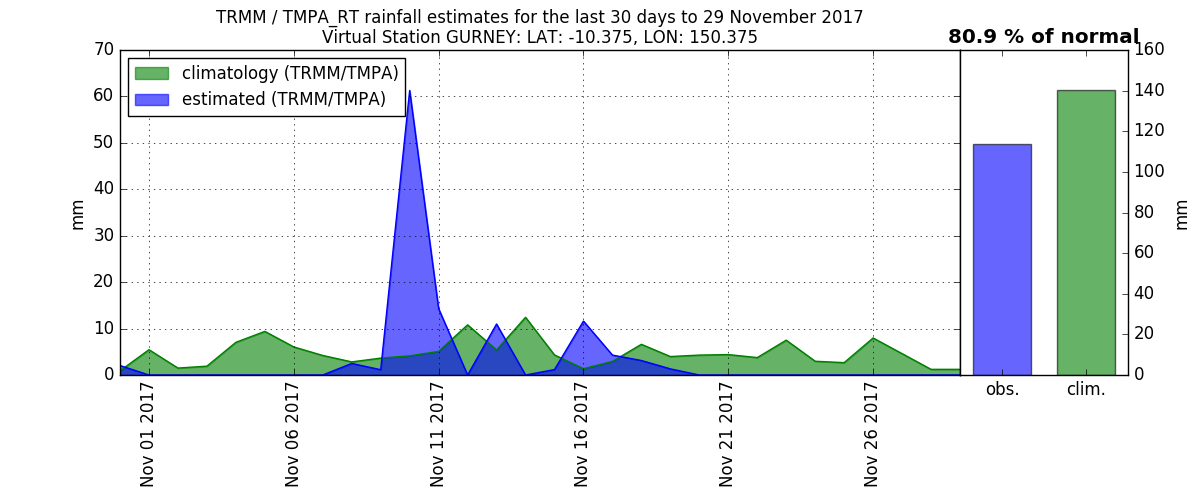 TRMM / TMPA_RT rainfall estimates for the last 30 days to 29 November 2017
Virtual Station GURNEY: LAT: -10.375, LON: 150.375
80.9 % of normal
climatology (TRMM/TMPA)
estimated (TRMM/TMPA)
70
60
50
40
30
20
10
0
mm
Nov 01 2017
Nov 06 2017
Nov 11 2017
Nov 16 2017
Nov 21 2017
Nov 26 2017
160
140
120
100
80
60
40
20
0
mm
obs.
clim.